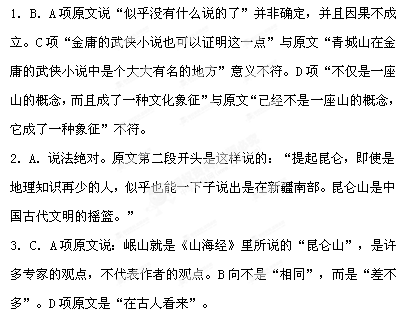 1. B. A项原文说“似乎没有什么说的了”并非确定，并且因果不成
立。C项“金庸的武侠小说也可以证明这一点”与原文“青城山在金
庸的武侠小说中是个大大有名的地方”意义不符。D项“不仅是一座
山的概念，而且成了一种文化象征”与原文“已经不是一座山的概念，
它成了一种象征”不符。
2. A. 说法绝对。原文第二段开头是这样说的：“提起昆仑，即使是
地理知识再少的人，似乎也能一下子说出是在新疆南部。昆仑山是中
国古代文明的摇篮。”
3. C. A项原文说：岷山就是《山海经》里所说的“昆仑山”，是许
多专家的观点，不代表作者的观点。B向不是“相同”，而是“差不
多”。D项原文是“在古人看来”。